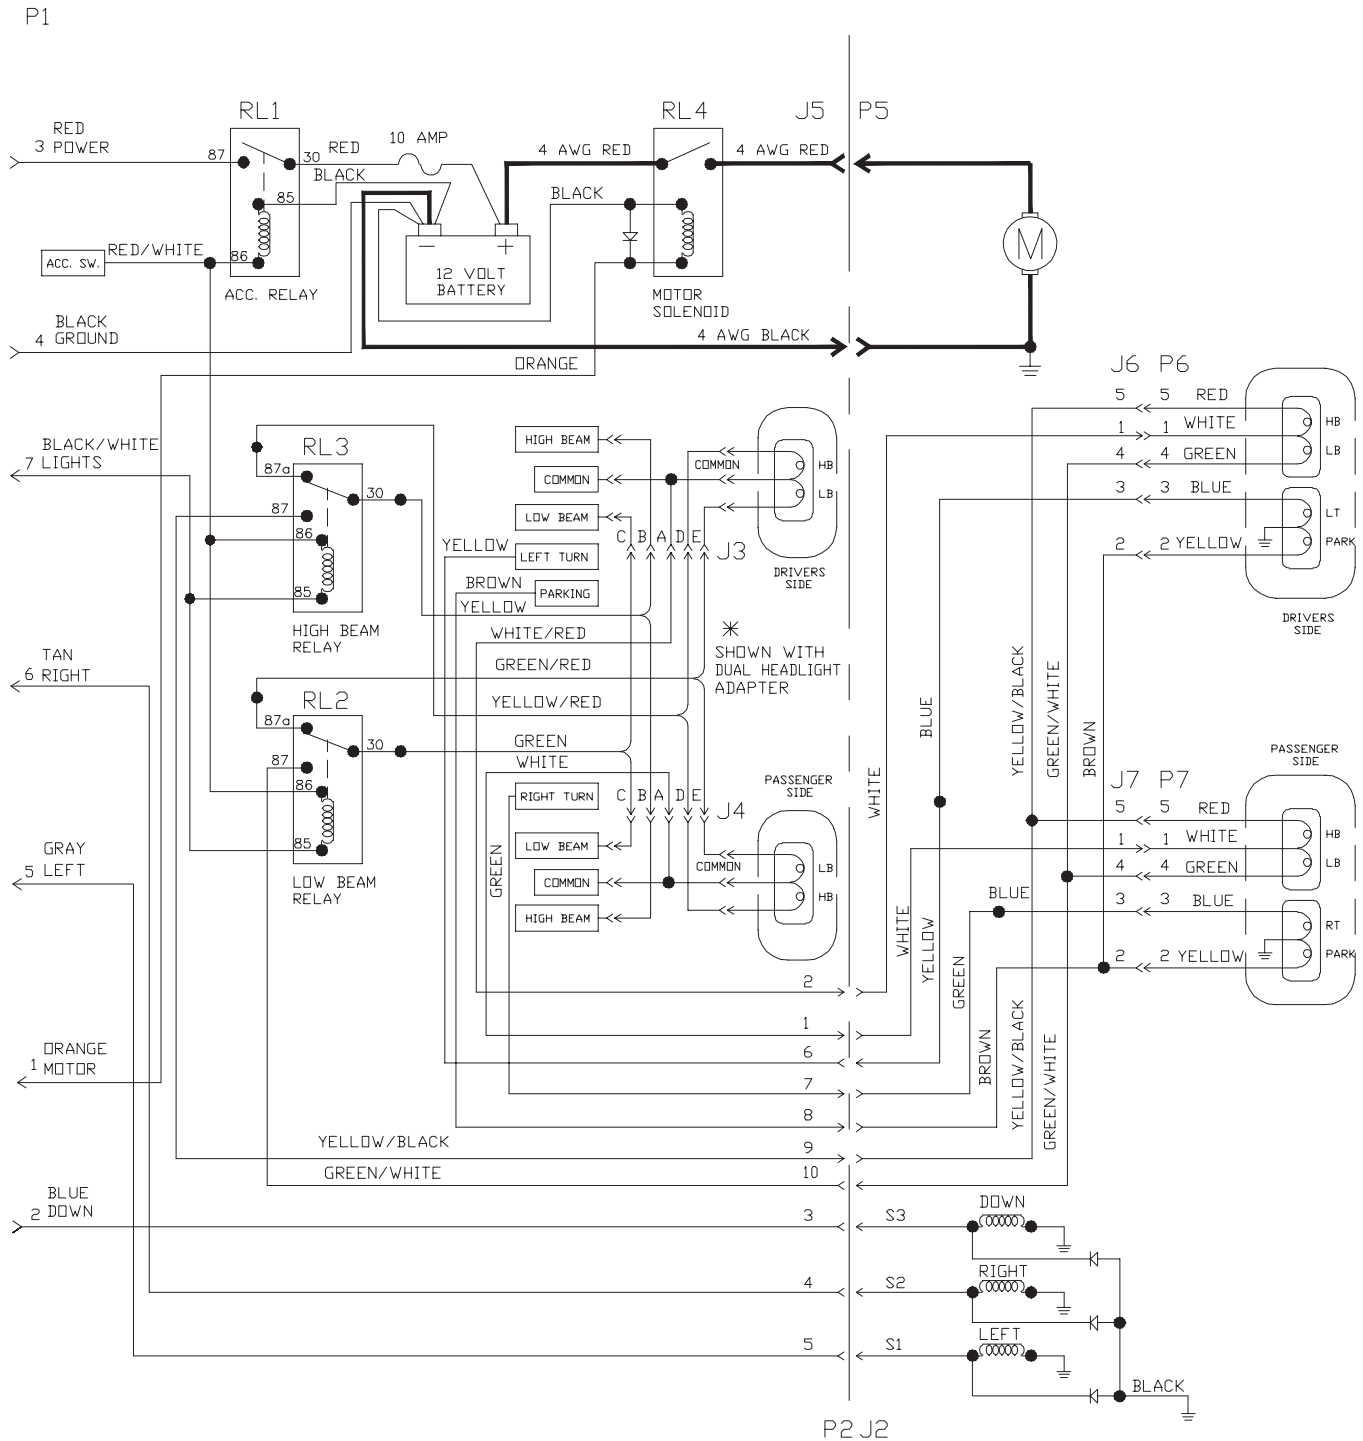 P1
RL1
RL4
J5 P5
RED
3 POWER
87
30
RED
10 AMP
BLACK
85
4 AWG RED
4 AWG RED
BLACK
M
ACC. SW.
RED/WHITE
86
ACC. RELAY
−
+
12 VOLT
BATTERY
MOTOR
SOLENOID
BLACK
4 GROUND
4 AWG BLACK
ORANGE
J6 P6
5 5 RED
1 1 WHITE
4 4 GREEN
3 3 BLUE
2 2 YELLOW
HB
LB
LT
PARK
DRIVERS
SIDE
BLACK/WHITE
7 LIGHTS
RL3
87a
30
87
86
85
HIGH BEAM
RELAY
HIGH BEAM
COMMON
LOW BEAM
YELLOW
LEFT TURN
BROWN
PARKING
YELLOW
C B A D E
J3
COMMON
HB
LB
DRIVERS
SIDE
WHITE/RED
GREEN/RED
YELLOW/RED
GREEN
WHITE
✳
SHOWN WITH
DUAL HEADLIGHT
ADAPTER
TAN
6 RIGHT
RL2
87a
30
87
86
85
LOW BEAM
RELAY
RIGHT TURN
LOW BEAM
COMMON
HIGH BEAM
GREEN
C B A D E
J4
COMMON
PASSENGER
SIDE
LB
HB
WHITE
BLUE
YELLOW/BLACK
GREEN/WHITE
BROWN
PASSENGER
SIDE
J7 P7
5 5 RED
1 1 WHITE
4 4 GREEN
3 3 BLUE
2 2 YELLOW
HB
LB
RT
PARK
BLUE
GRAY
5 LEFT
WHITE
YELLOW
GREEN
BROWN
YELLOW/BLACK
GREEN/WHITE
2
1
6
7
8
9
10
ORANGE
1 MOTOR
YELLOW/BLACK
GREEN/WHITE
BLUE
2 DOWN
3 S3
DOWN
4 S2
RIGHT
5 S1
LEFT
BLACK
P2 J2